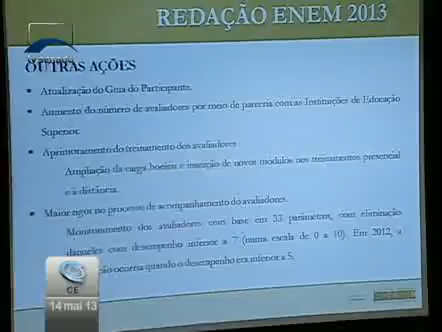 REDAÇÃO ENEM 2013
OUTRAS AÇÕES
• Atualização do Guia do Participante.
• Aumento do número de avaliadores por meio de parceria com as Instituições de Educação
Superior.
• Aprimoramento do treinamento dos avaliadores
Ampliação da carga horária e inserção de novos módulos nos treinamentos presencial
e à distância.
• Maior rigor no processo de acompanhamento do avaliadores.
Monitoramento dos avaliadores com base em 33 parâmetros, com eliminação
daqueles com desempenho inferior a 7 (numa escala de 0 a 10). Em 2012, a
ocorria quando o desempenho era inferior a 5.
CE
14 mai 13